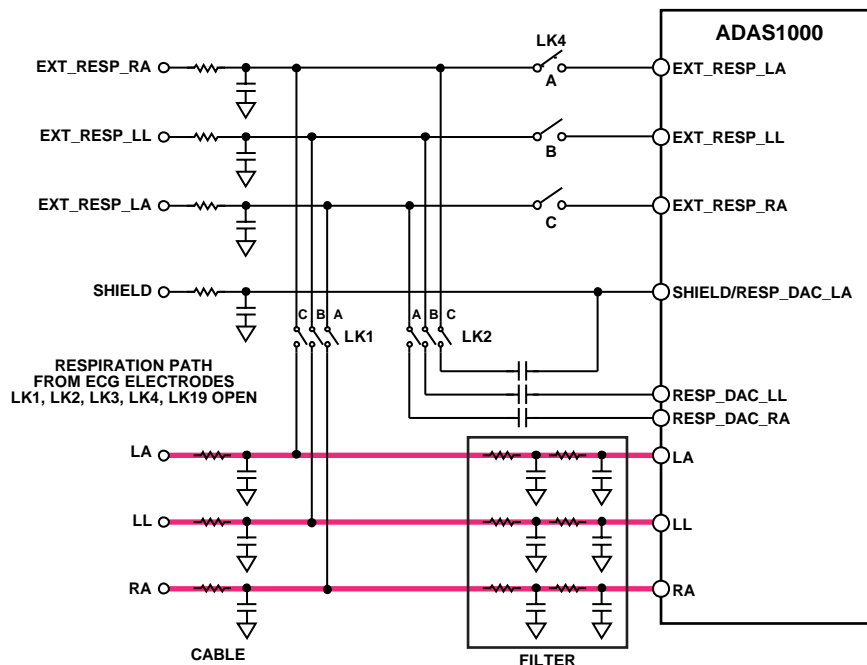 ADAS1000
LK4
EXT_RESP_RA
A
EXT_RESP_LA
EXT_RESP_LL
B
EXT_RESP_LL
EXT_RESP_LA
C
EXT_RESP_RA
SHIELD
SHIELD/RESP_DAC_LA
C B A
LK1
A B C
LK2
RESPIRATION PATH
FROM ECG ELECTRODES
LK1, LK2, LK3, LK4, LK19 OPEN
RESP_DAC_LL
RESP_DAC_RA
LA
LA
LL
LL
RA
RA
CABLE
FILTER